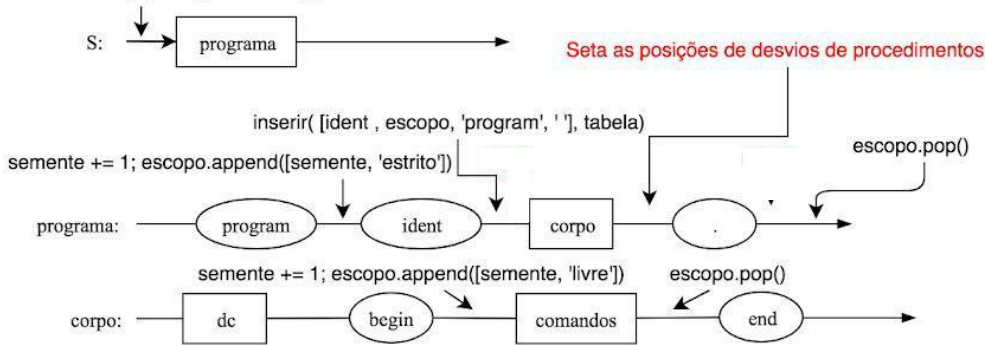 S: programa
Seta as posições de desvios de procedimentos
inserir( [ident , escopo, 'program', ' '], tabela)
escopo.pop()
semente += 1; escopo.append([semente, 'estrito'])
programa: program ident corpo .
semente += 1; escopo.append([semente, 'livre']) escopo.pop()
corpo: dc begin comandos end